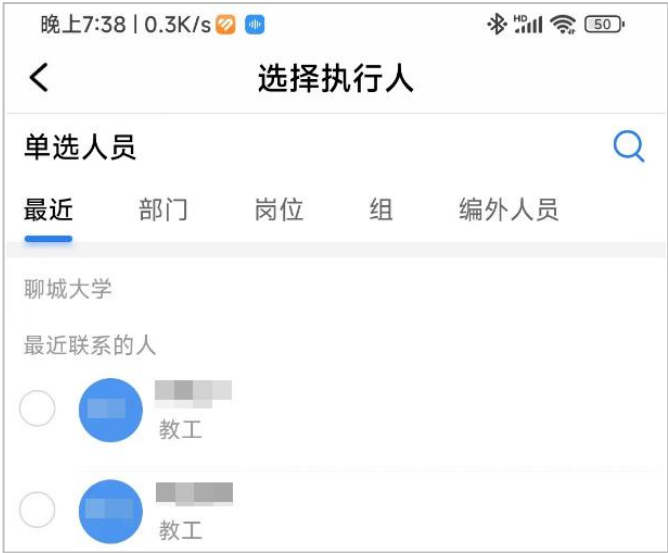 晚上7:38 | 0.3K/s HD 50
选择执行人
单选人员
最近 部门 岗位 组 编外人员
聊城大学
最近联系的人
教工
教工